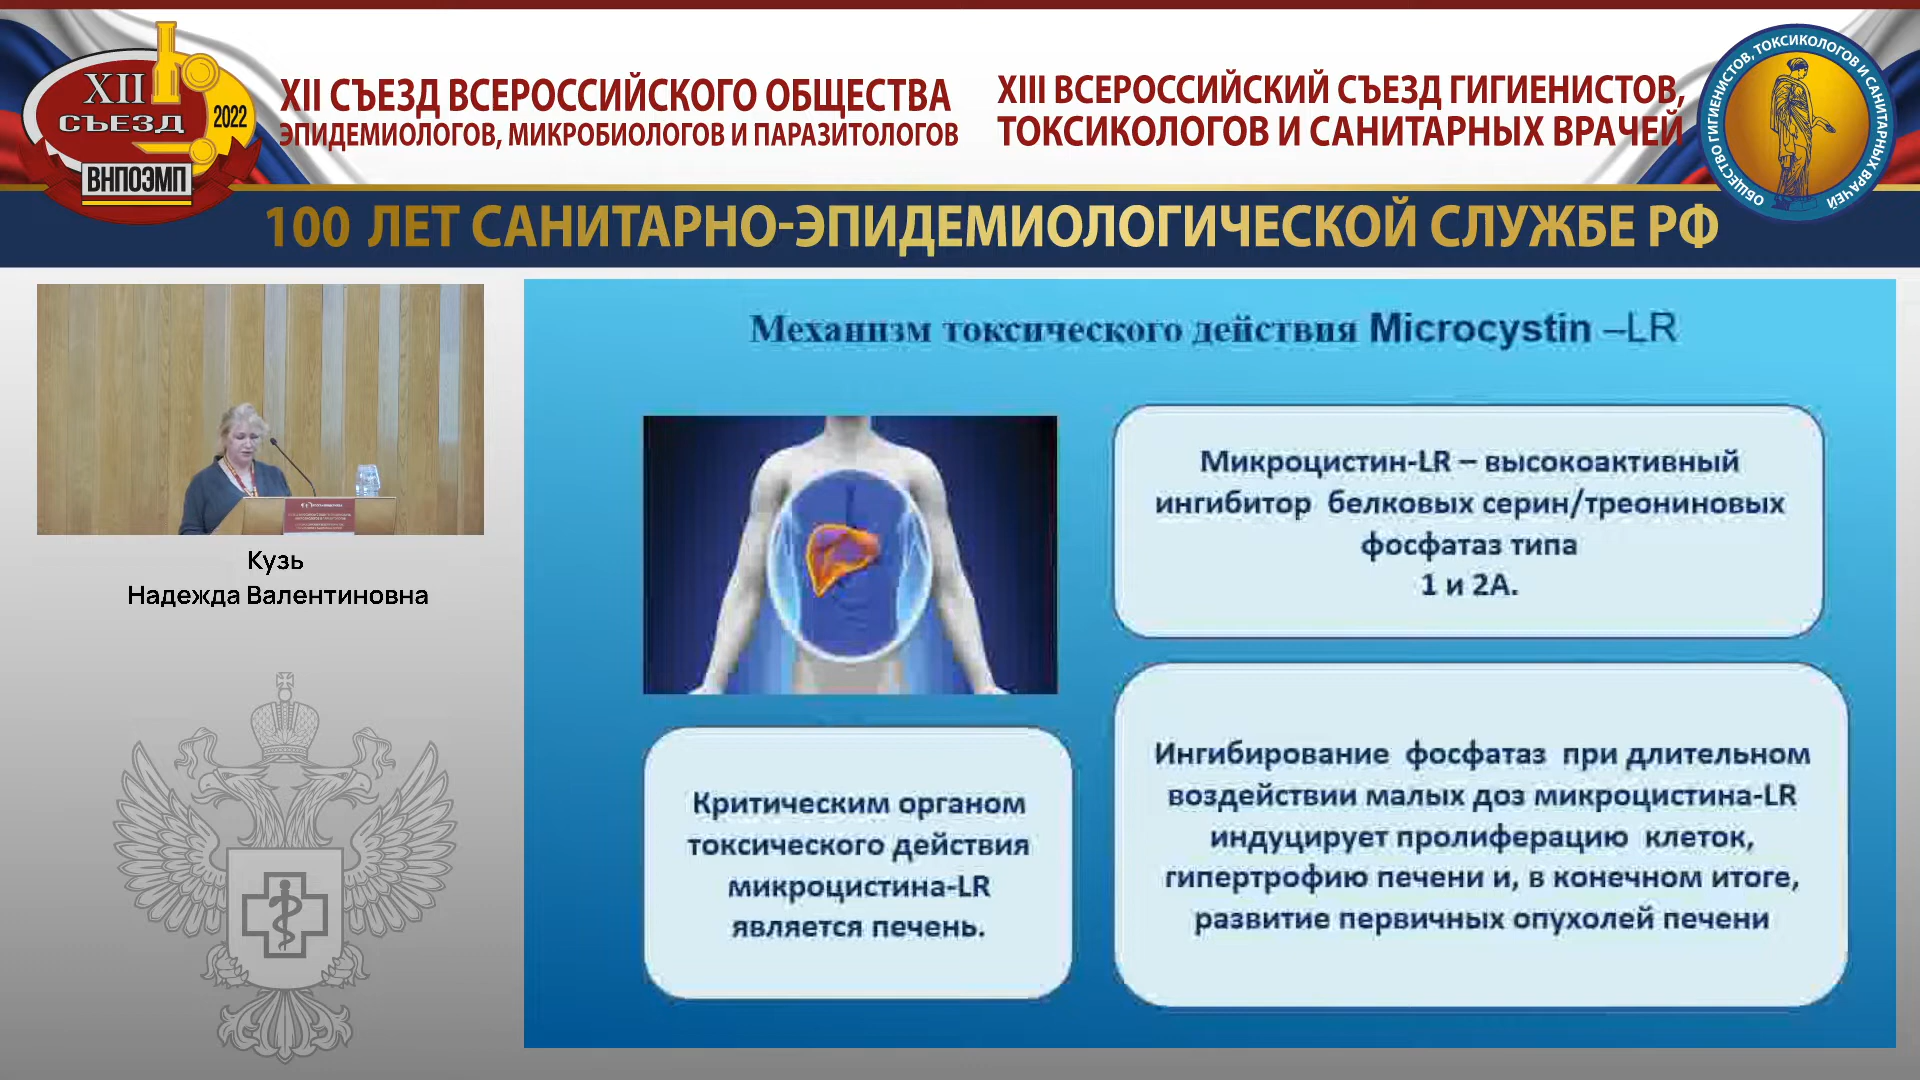 XII
СЪЕЗД
2022
ВНПОЭМП
XII СЪЕЗД ВСЕРОССИЙСКОГО ОБЩЕСТВА
ЭПИДЕМИОЛОГОВ, МИКРОБИОЛОГОВ И ПАРАЗИТОЛОГОВ
XIII ВСЕРОССИЙСКИЙ СЪЕЗД ГИГИЕНИСТОВ,
ТОКСИКОЛОГОВ И САНИТАРНЫХ ВРАЧЕЙ
ОБЩЕСТВО ГИГИЕНИСТОВ, ТОКСИКОЛОГОВ И САНИТАРНЫХ ВРАЧЕЙ
100 ЛЕТ САНИТАРНО-ЭПИДЕМИОЛОГИЧЕСКОЙ СЛУЖБЕ РФ
Кузь
Надежда Валентиновна
Механизм токсического действия Microcystin –LR
Микроцистин-LR – высокоактивный
ингибитор белковых серин/треониновых
фосфатаз типа
1 и 2А.
Критическим органом
токсического действия
микроцистина-LR
является печень.
Ингибирование фосфатаз при длительном
воздействии малых доз микроцистина-LR
индуцирует пролиферацию клеток,
гипертрофию печени и, в конечном итоге,
развитие первичных опухолей печени